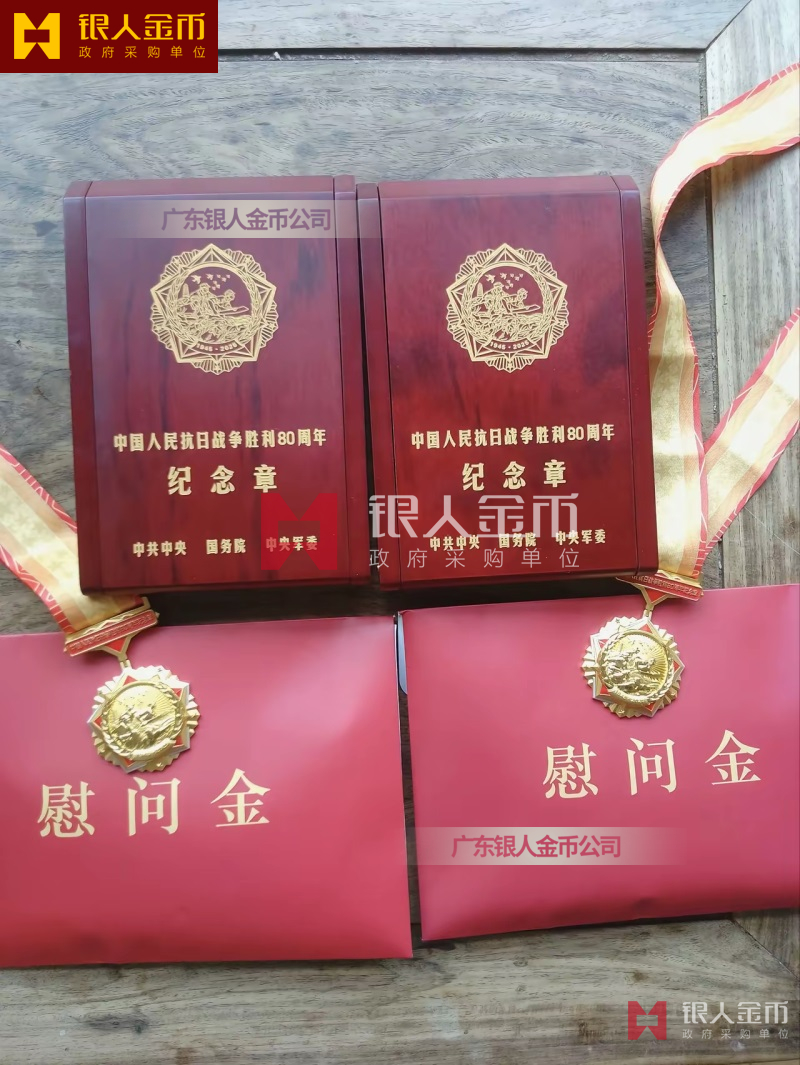 银人金币
政府采购单位
广东银人金币公司
1945·2025
中国人民抗日战争胜利80周年
纪念章
中共中央 国务院 中央军委
1945·2025
中国人民抗日战争胜利80周年
纪念章
中共中央 国务院 中央军委
银人金币
政府采购单位
慰问金
慰问金
广东银人金币公司
银人金币
政府采购单位